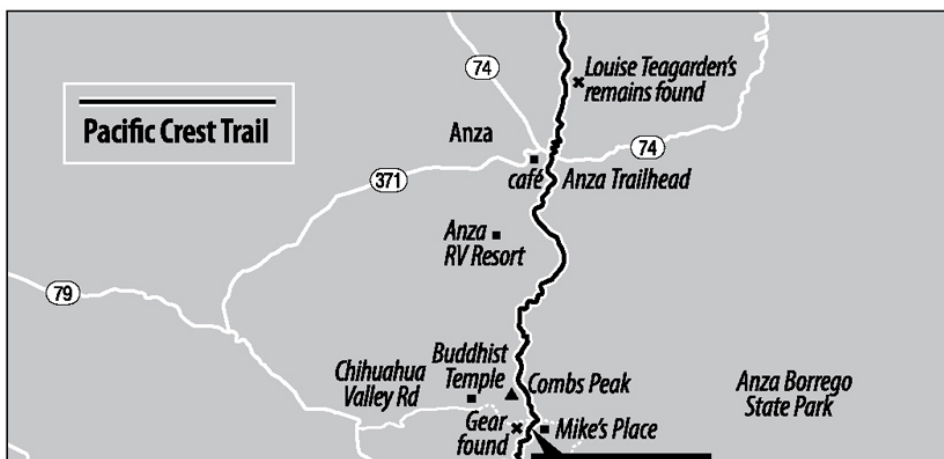 74
Louise Teagarden's
remains found
Pacific Crest Trail
Anza
74
café
Anza Trailhead
371
Anza
RV Resort
79
Buddhist
Temple
Chihuahua
Valley Rd
Combs Peak
Anza Borrego
State Park
Gear
found
Mike's Place